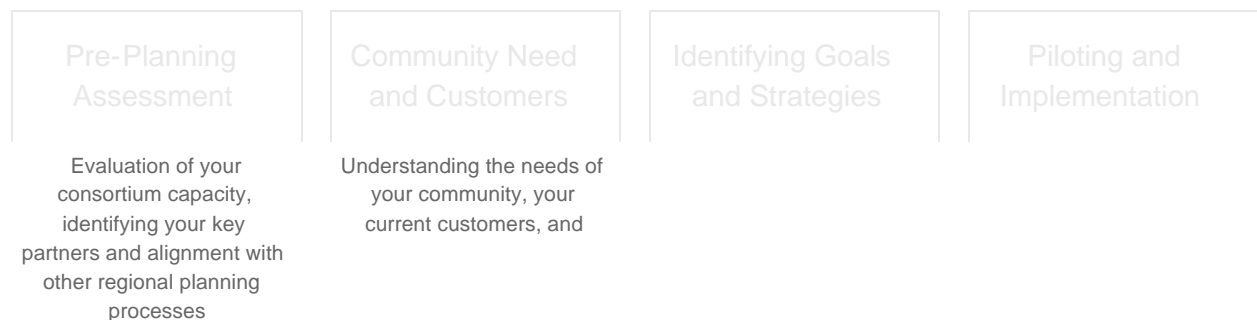 Pre-Planning
Assessment
Community Need
and Customers
Identifying Goals
and Strategies
Piloting and
Implementation
Evaluation of your
consortium capacity,
identifying your key
partners and alignment with
other regional planning
processes
Understanding the needs of
your community, your
current customers, and